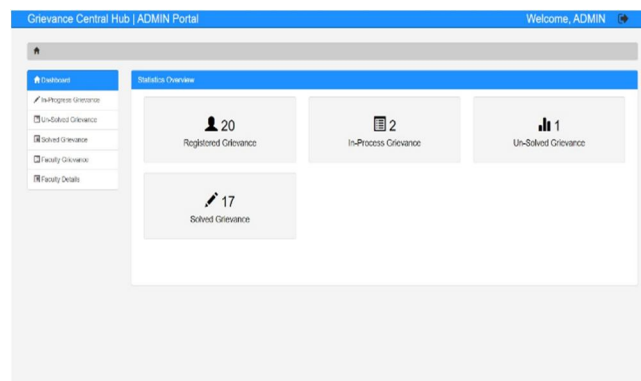 Grievance Central Hub | ADMIN Portal
Welcome, ADMIN
Dashboard
In-Progress Grievance
Un-Solved Grievance
Solved Grievance
Faculty Grievance
Faculty Details
Statistics Overview
20
Registered Grievance
2
In-Process Grievance
1
Un-Solved Grievance
17
Solved Grievance